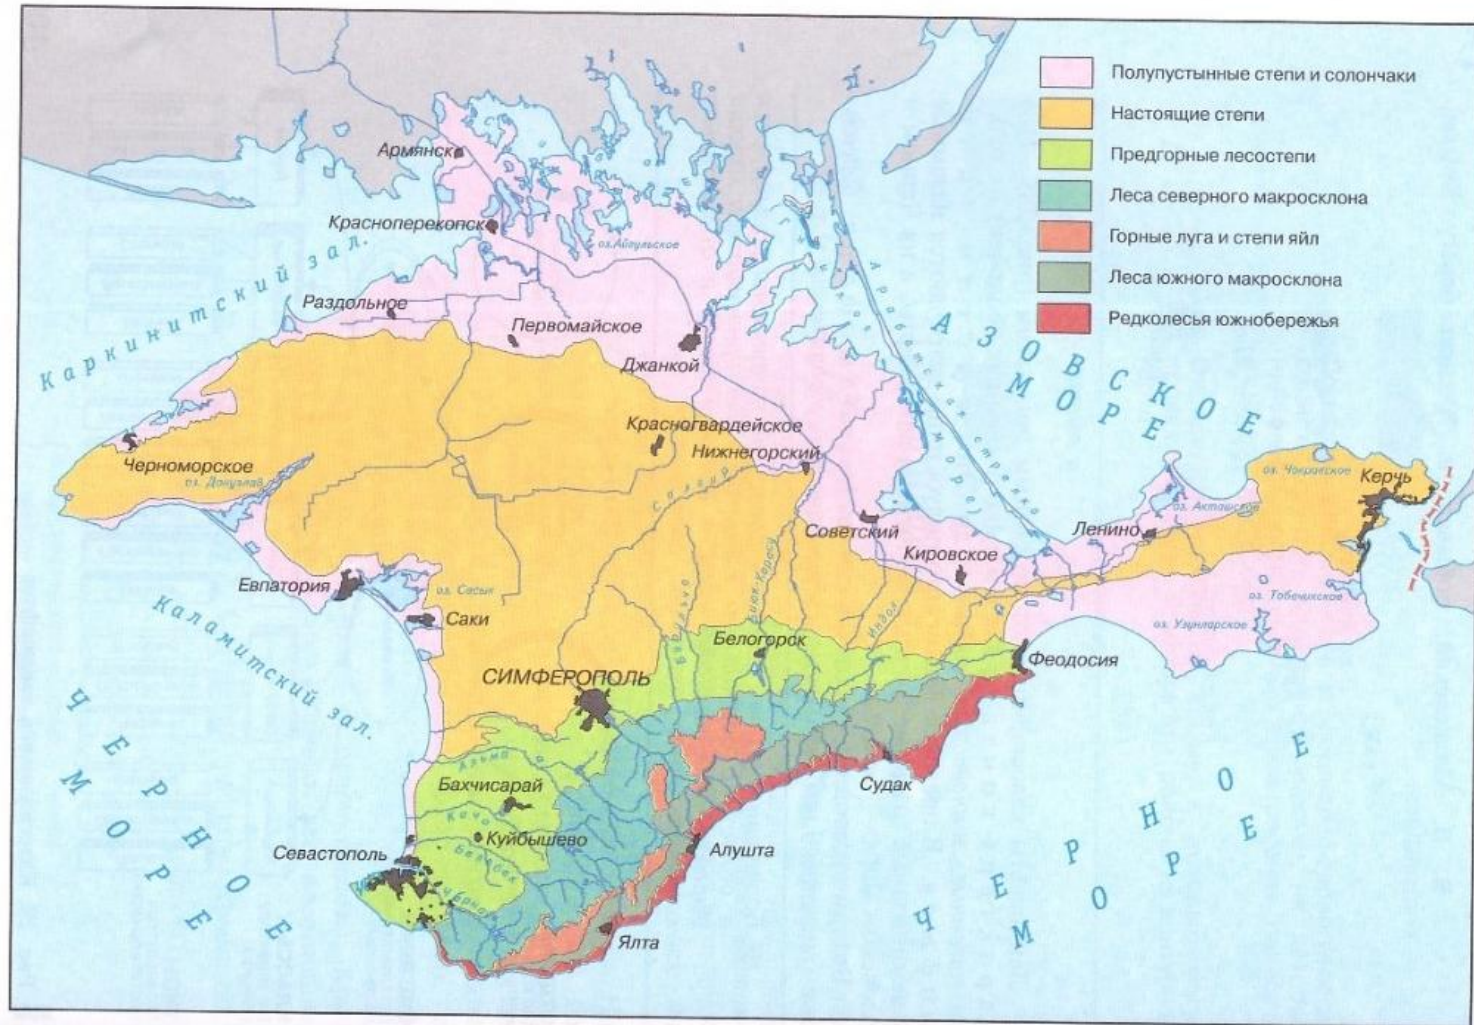 Полупустынные степи и солончаки
Настоящие степи
Предгорные лесостепи
Леса северного макросклона
Горные луга и степи яйл
Леса южного макросклона
Редколесья южнобережья
Армянск
Красноперекопск
оз.Айгульское
Каркинитский зал.
Раздольное
Первомайское
Джанкой
Арабатская стрелка
АЗОВСКОЕ
МОРЕ
Красногвардейское
Нижнегорский
Черноморское
оз. Донузлав
Салгир
оз. Чокракское
Керчь
оз. Акташское
Советский
Ленино
Кировское
Евпатория
оз. Сасык
Саки
Каламитский зал.
Биюк-Карасу
Индол
оз. Тобечикское
оз. Узунларское
Белогорск
Феодосия
СИМФЕРОПОЛЬ
ЧЕРНОЕ
МОРЕ
Альма
Бахчисарай
Судак
Кача
Куйбышево
Бельбек
Севастополь
Алушта
Чёрная
Ялта
ЧЕРНОЕ
МОРЕ